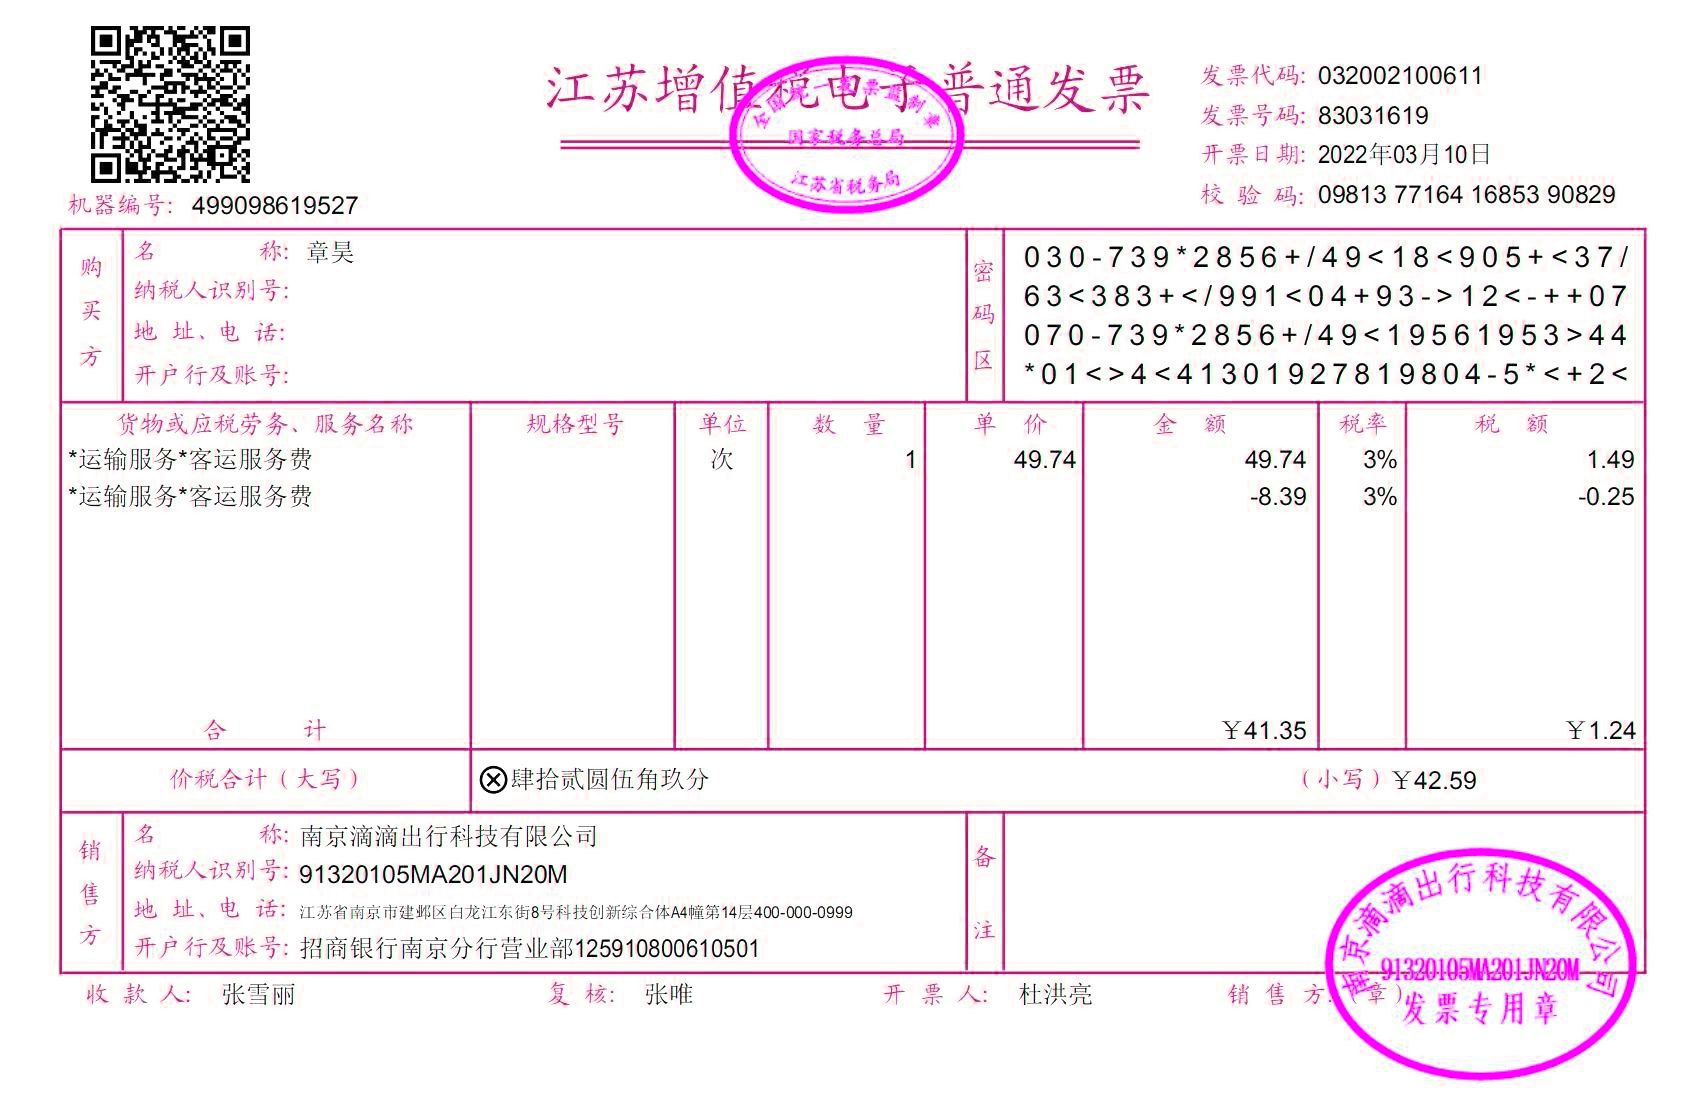 江苏增值税电子普通发票
全国统一发票监制章
国家税务总局
江苏省税务局
发票代码: 032002100611
发票号码: 83031619
开票日期: 2022年03月10日
校 验 码: 09813 77164 16853 90829
机器编号: 499098619527
购买方
名 称: 章昊
纳税人识别号:
地 址、电 话:
开户行及账号:
密码区
030-739*2856+/49<18<905+<37/
63<383+</991<04+93->12<-++07
070-739*2856+/49<19561953>44
*01<>4<41301927819804-5*<+2<
货物或应税劳务、服务名称 规格型号 单位 数 量 单 价 金 额 税率 税 额
*运输服务*客运服务费 次 1 49.74 49.74 3% 1.49
*运输服务*客运服务费 -8.39 3% -0.25
合 计 ￥41.35 ￥1.24
价税合计（大写） ⊗肆拾贰圆伍角玖分 （小写）￥42.59
销售方
名 称: 南京滴滴出行科技有限公司
纳税人识别号: 91320105MA201JN20M
地 址、电 话: 江苏省南京市建邺区白龙江东街8号科技创新综合体A4幢第14层400-000-0999
开户行及账号: 招商银行南京分行营业部125910800610501
备注
南京滴滴出行科技有限公司
91320105MA201JN20M
发票专用章
收 款 人: 张雪丽 复 核: 张唯 开 票 人: 杜洪亮 销 售 方:（章）